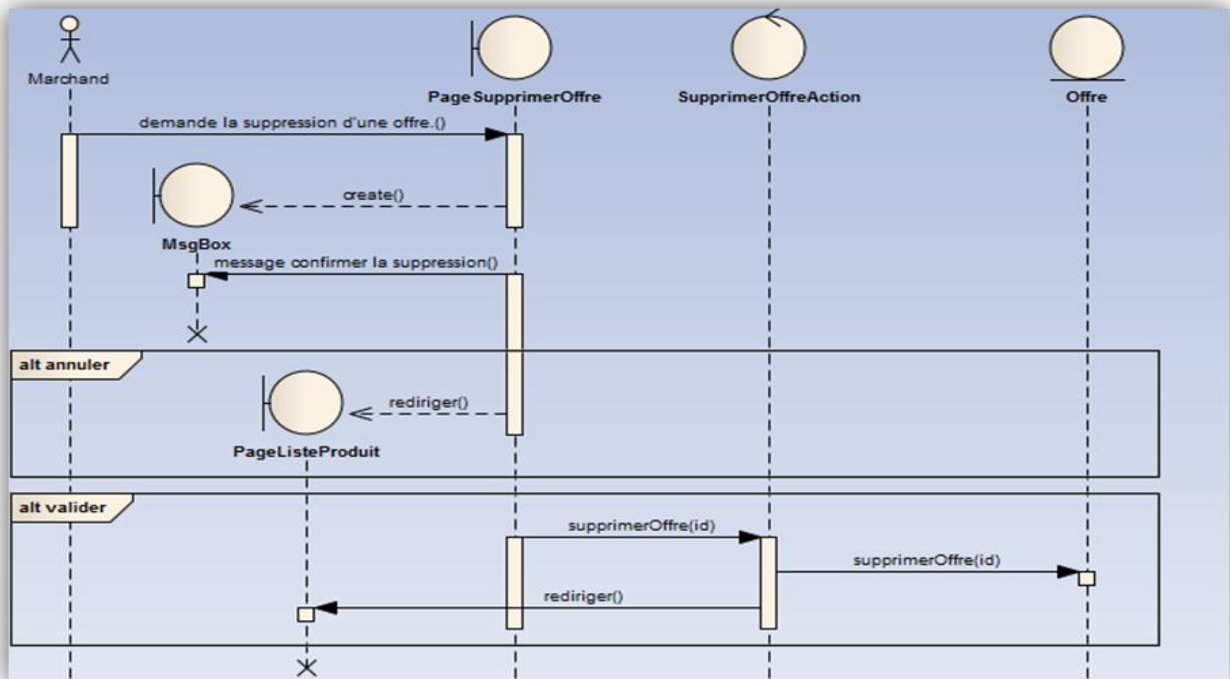 Marchand
PageSupprimerOffre
SupprimerOffreAction
Offre
demande la suppression d'une offre.()
create()
MsgBox
message confirmer la suppression()
alt annuler
rediriger()
PageListeProduit
alt valider
supprimerOffre(id)
supprimerOffre(id)
rediriger()